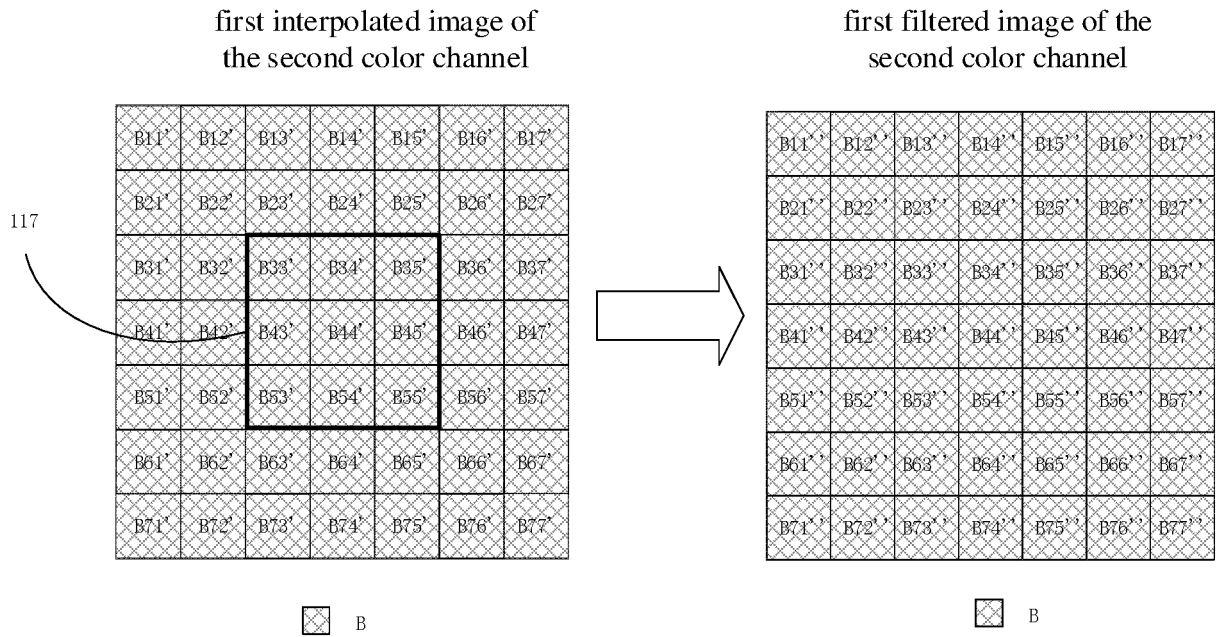 first interpolated image of
the second color channel
first filtered image of the
second color channel
117
B11' B12' B13' B14' B15' B16' B17'
B21' B22' B23' B24' B25' B26' B27'
B31' B32' B33' B34' B35' B36' B37'
B41' B42' B43' B44' B45' B46' B47'
B51' B52' B53' B54' B55' B56' B57'
B61' B62' B63' B64' B65' B66' B67'
B71' B72' B73' B74' B75' B76' B77'
B
B11'' B12'' B13'' B14'' B15'' B16'' B17''
B21'' B22'' B23'' B24'' B25'' B26'' B27''
B31'' B32'' B33'' B34'' B35'' B36'' B37''
B41'' B42'' B43'' B44'' B45'' B46'' B47''
B51'' B52'' B53'' B54'' B55'' B56'' B57''
B61'' B62'' B63'' B64'' B65'' B66'' B67''
B71'' B72'' B73'' B74'' B75'' B76'' B77''
B